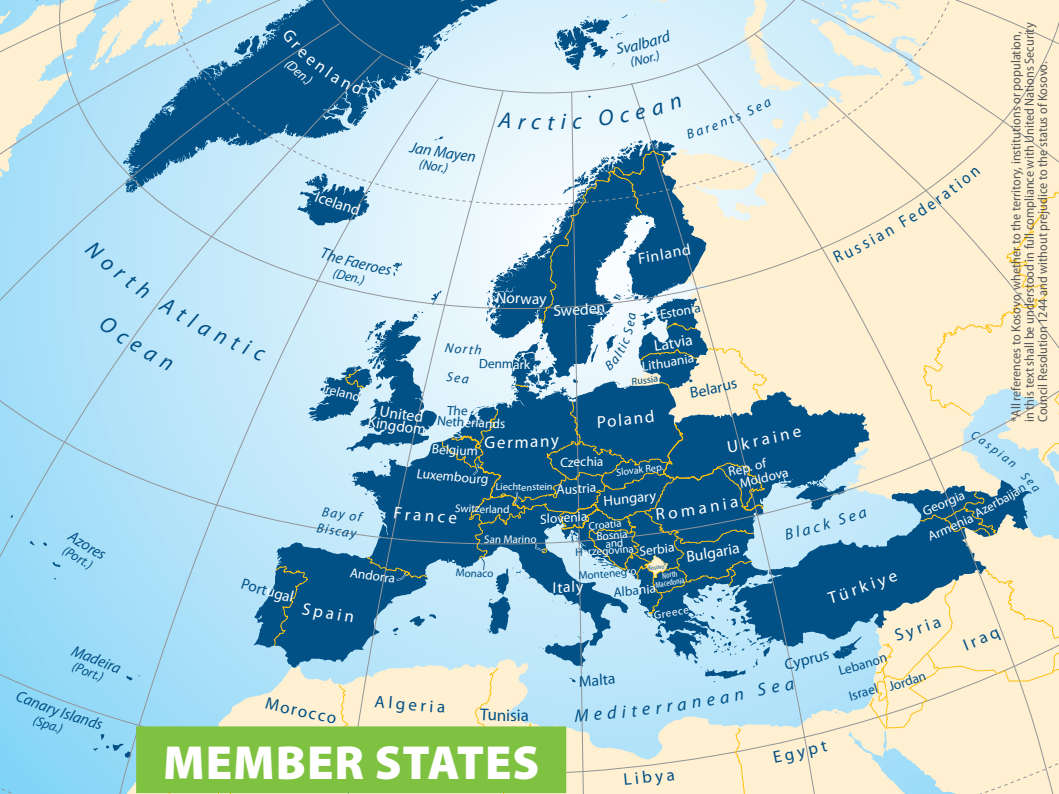 Greenland
(Den.)
Svalbard
(Nor.)
Arctic Ocean
Barents Sea
Jan Mayen
(Nor.)
Iceland
The Faeroes
(Den.)
Russian Federation
North Atlantic
Ocean
Finland
Norway
Sweden
Estonia
Baltic Sea
Latvia
Lithuania
North
Sea
Denmark
Russia
Belarus
Ireland
United
Kingdom
The
Netherlands
Poland
Germany
Ukraine
Belgium
Czechia
Slovak Rep.
Rep. of
Moldova
Luxembourg
Liechtenstein
Austria
Hungary
Romania
Caspian Sea
Switzerland
France
Slovenia
Croatia
Bosnia
and
Herzegovina
Serbia
Bulgaria
Bay of
Biscay
San Marino
Black Sea
Georgia
Armenia
Azerbaijan
Azores
(Port.)
Andorra
Monaco
Italy
Montenegro
North
Macedonia
Albania
Greece
Türkiye
Portugal
Spain
Syria
Iraq
Cyprus
Lebanon
Israel
Jordan
Madeira
(Port.)
Malta
Mediterranean Sea
Canary Islands
(Spa.)
Morocco
Algeria
Tunisia
Libya
Egypt
MEMBER STATES
*All references to Kosovo, whether to the territory, institutions or population,
in this text shall be understood in full compliance with United Nations Security
Council Resolution 1244 and without prejudice to the status of Kosovo.